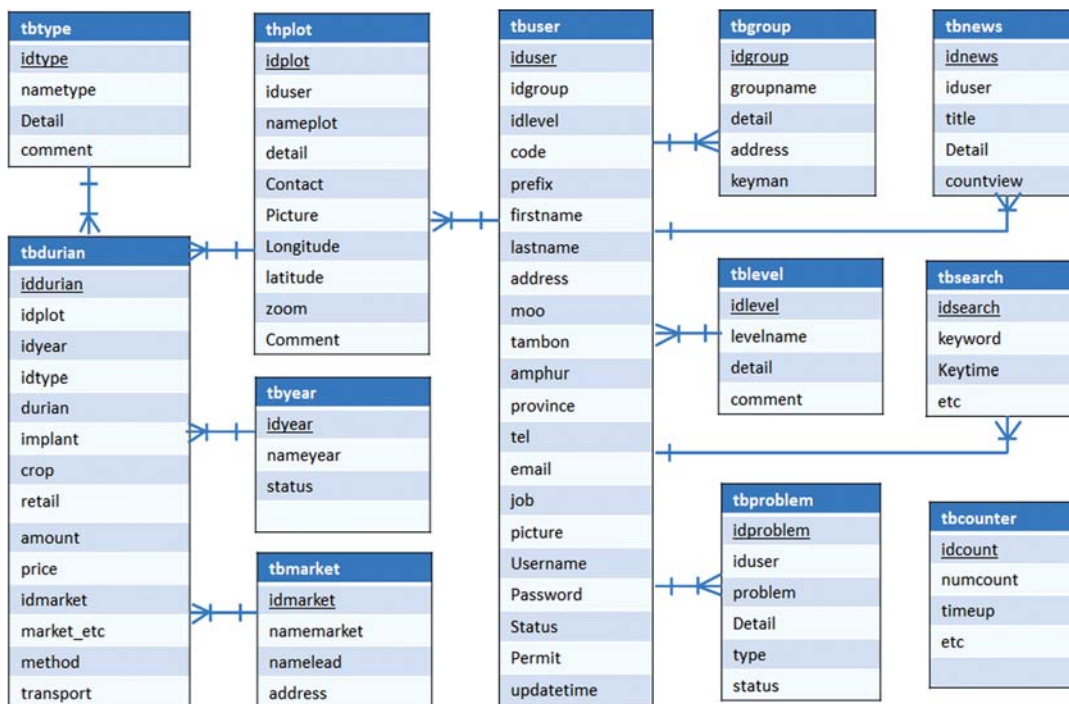 tbtype
idtype
nametype
Detail
comment
thplot
idplot
iduser
nameplot
detail
Contact
Picture
Longitude
latitude
zoom
Comment
tbuser
iduser
idgroup
idlevel
code
prefix
firstname
lastname
address
moo
tambon
amphur
province
tel
email
job
picture
Username
Password
Status
Permit
updatetime
tbgroup
idgroup
groupname
detail
address
keyman
tbnews
idnews
iduser
title
Detail
countview
tbdurian
iddurian
idplot
idyear
idtype
durian
implant
crop
retail
amount
price
idmarket
market_etc
method
transport
tbyear
idyear
nameyear
status
tbmarket
idmarket
namemarket
namelead
address
tblevel
idlevel
levelname
detail
comment
tbsearch
idsearch
keyword
Keytime
etc
tbproblem
idproblem
iduser
problem
Detail
type
status
tbcounter
idcount
numcount
timeup
etc